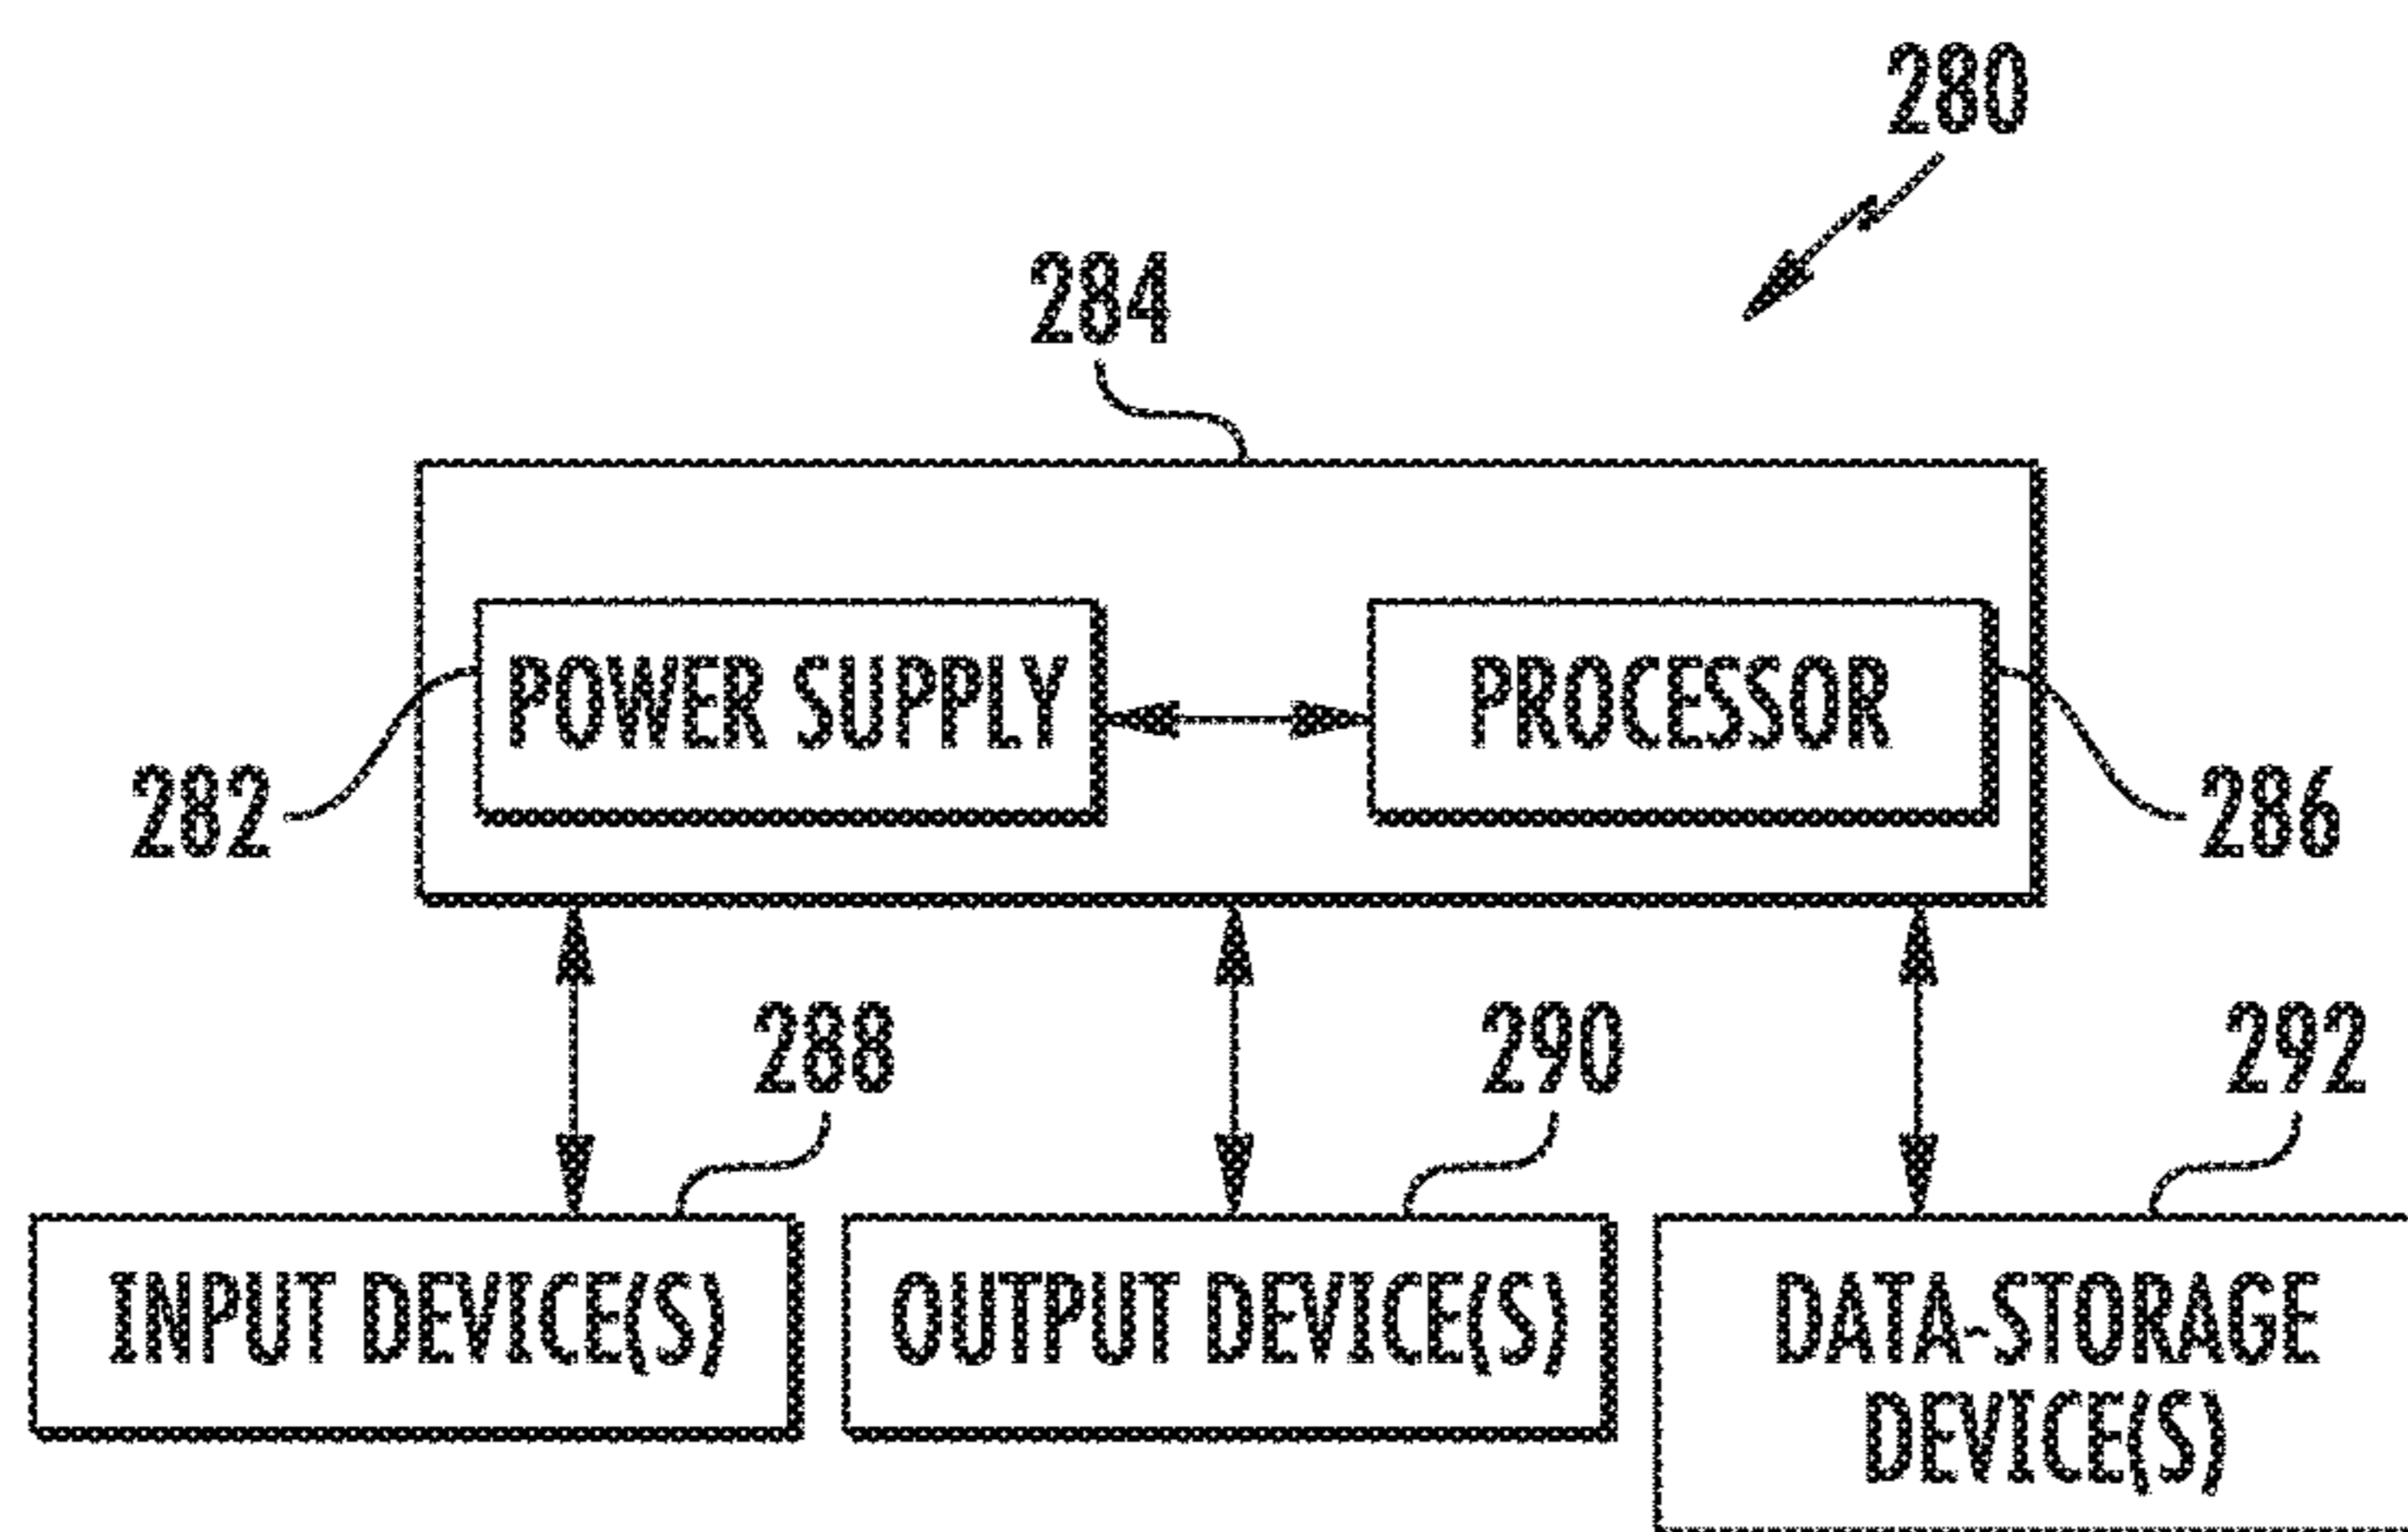 280
284
POWER SUPPLY
PROCESSOR
282
286
288
290
292
INPUT DEVICE(S)
OUTPUT DEVICE(S)
DATA-STORAGE
DEVICE(S)